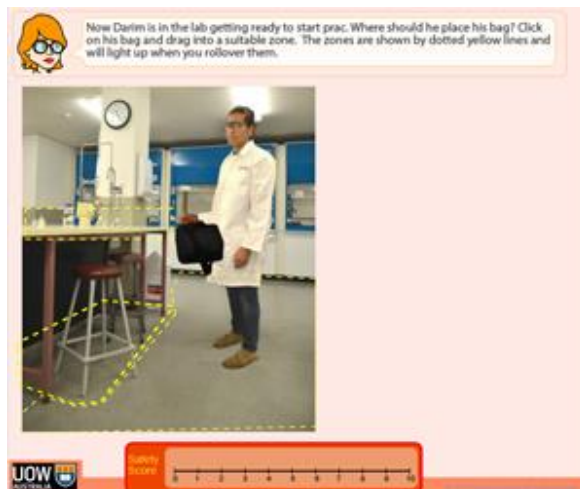 Now Darim is in the lab getting ready to start prac. Where should he place his bag? Click
on his bag and drag into a suitable zone. The zones are shown by dotted yellow lines and
will light up when you rollover them.
UOW
AUSTRALIA
Safety
Score
0 1 2 3 4 5 6 7 8 9 10